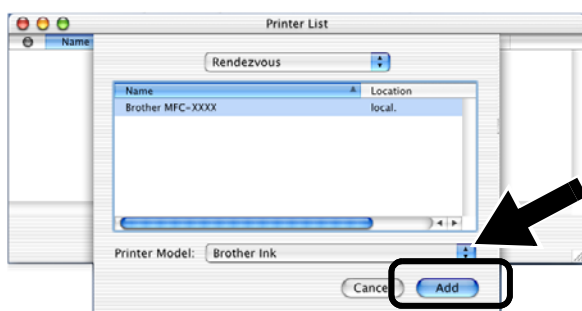 Printer List
Name
Rendezvous
Name Location
Brother MFC-XXXX local.
Printer Model: Brother Ink
Cancel Add